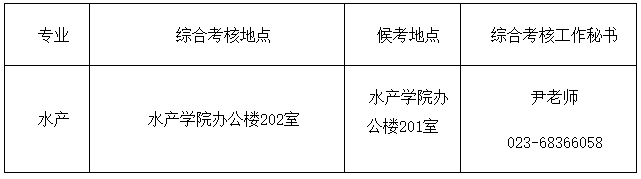 专业
综合考核地点
候考地点
综合考核工作秘书
水产
水产学院办公楼202室
水产学院办
公楼201室
尹老师
023-68366058